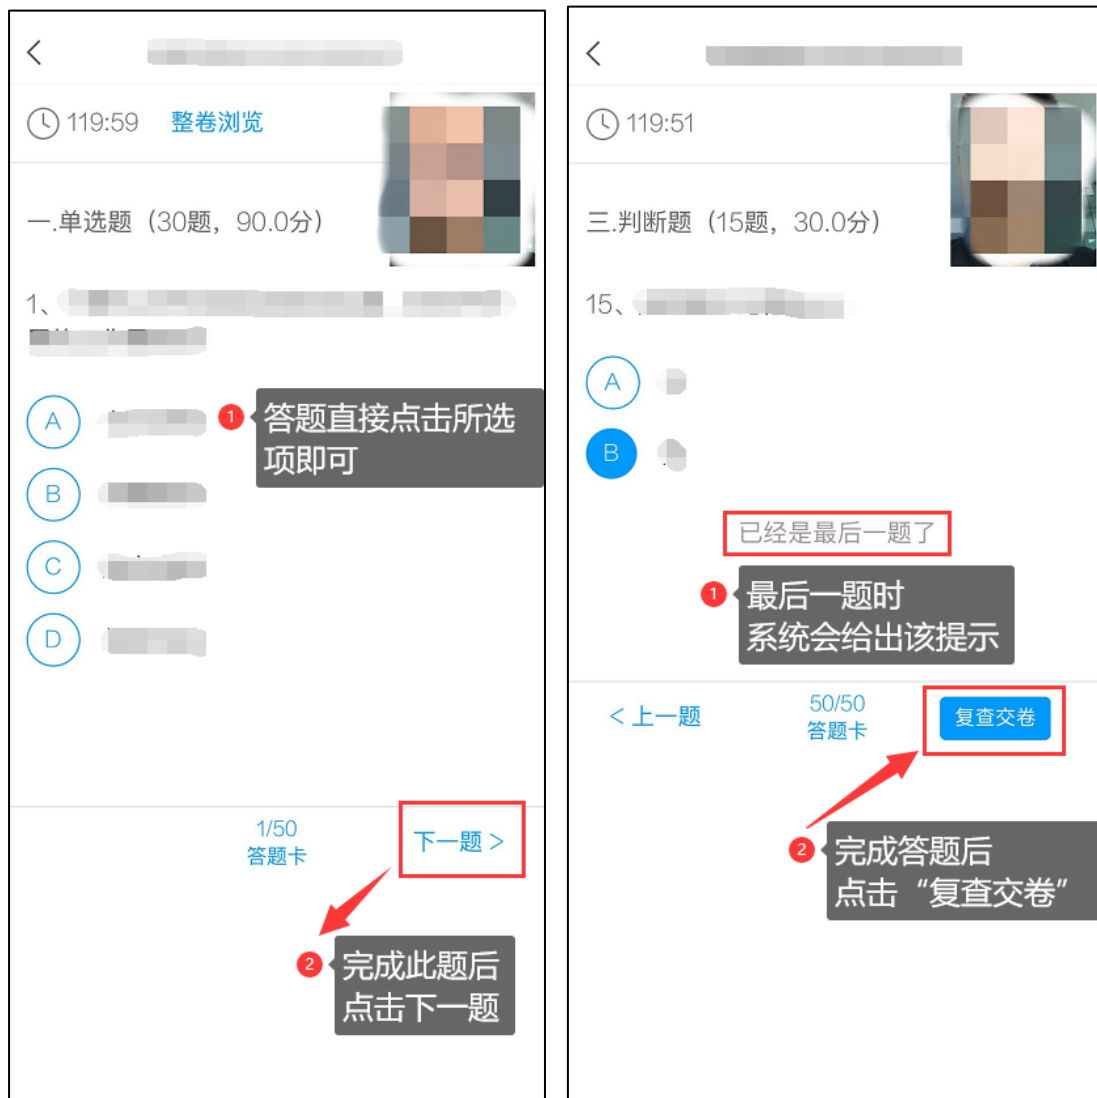 119:59 整卷浏览
一.单选题（30题，90.0分）
1、
A
1 答题直接点击所选
项即可
B
C
D
1/50
答题卡
下一题 >
2 完成此题后
点击下一题
119:51
三.判断题（15题，30.0分）
15、
A
B
已经是最后一题了
1 最后一题时
系统会给出该提示
< 上一题
50/50
答题卡
复查交卷
2 完成答题后
点击“复查交卷”